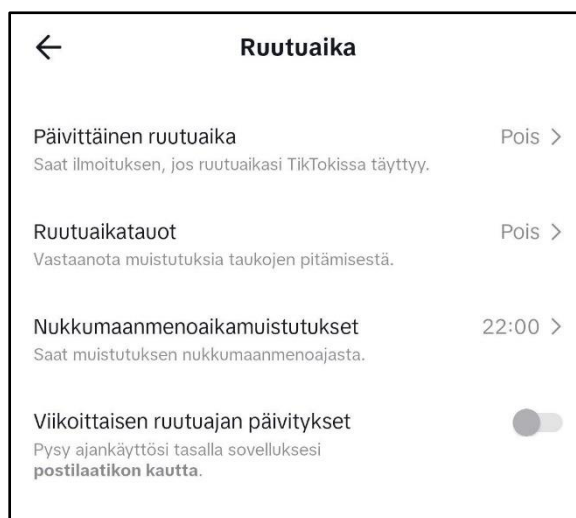 Ruutuaika
Päivittäinen ruutuaika Pois
Saat ilmoituksen, jos ruutuaikasi TikTokissa täyttyy.
Ruutuaikatauot Pois
Vastaanota muistutuksia taukojen pitämisestä.
Nukkumaanmenoaikamuistutukset 22:00
Saat muistutuksen nukkumaanmenoajasta.
Viikoittaisen ruutuajan päivitykset
Pysy ajankäyttösi tasalla sovelluksesi
postilaatikon kautta.